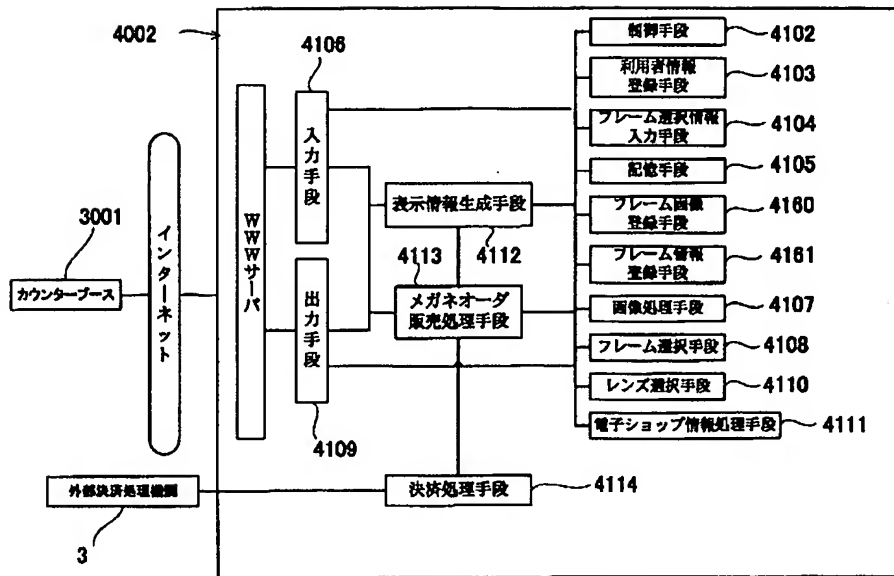 4002
4106
入力手段
WWWサーバ
インターネット
3001
カウンターブース
出力手段
4109
表示情報生成手段
4112
4113
メガネオーダ
販売処理手段
制御手段
4102
利用者情報
登録手段
4103
フレーム選択情報
入力手段
4104
記憶手段
4105
フレーム画像
登録手段
4160
フレーム情報
登録手段
4161
画像処理手段
4107
フレーム選択手段
4108
レンズ選択手段
4110
電子ショップ情報処理手段
4111
外部決済処理機関
3
決済処理手段
4114